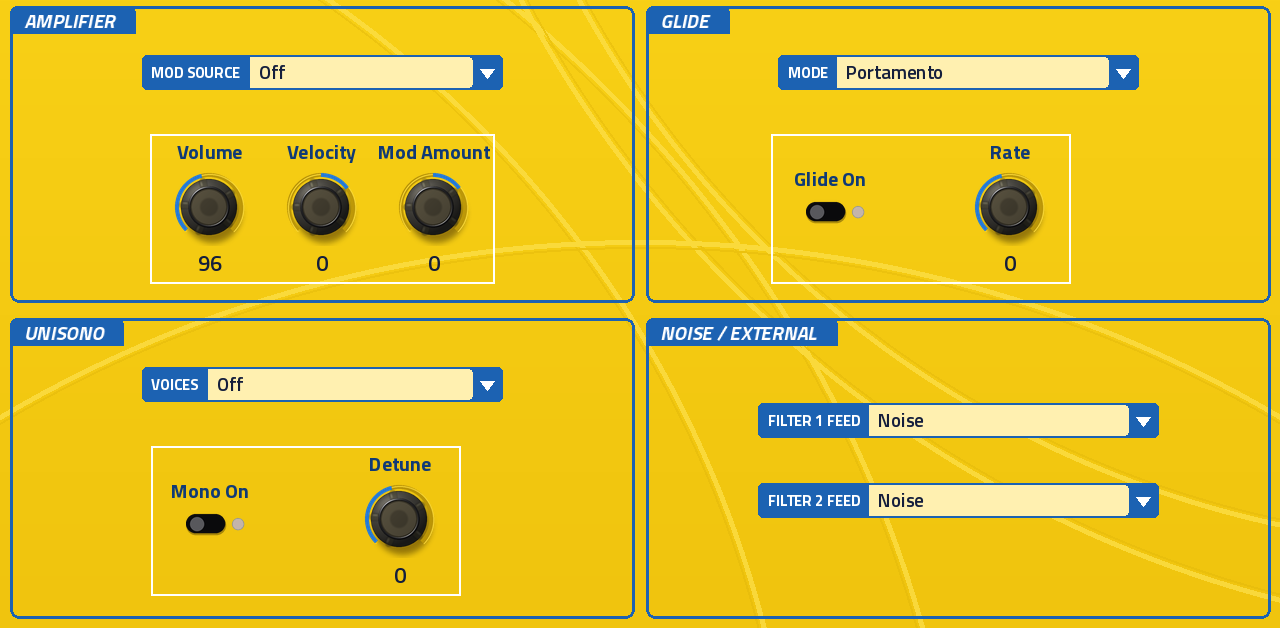 AMPLIFIER
MOD SOURCE Off
Volume Velocity Mod Amount
96 0 0
GLIDE
MODE Portamento
Glide On Rate
0
UNISONO
VOICES Off
Mono On Detune
0
NOISE / EXTERNAL
FILTER 1 FEED Noise
FILTER 2 FEED Noise